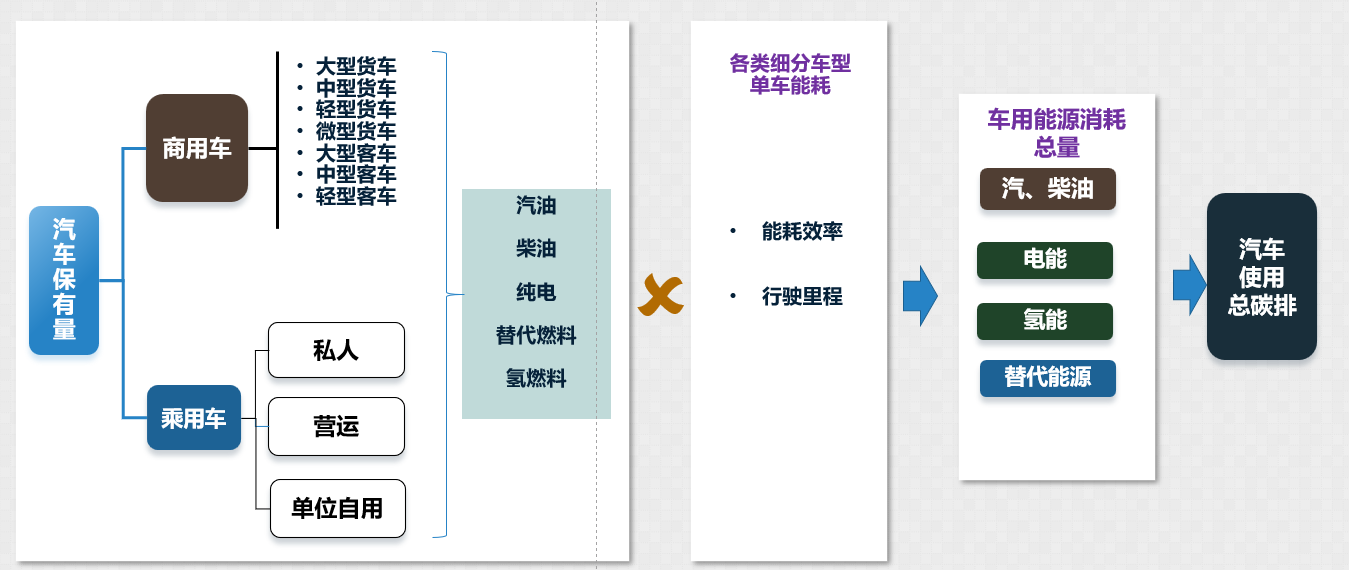 汽车保有量
商用车
• 大型货车
• 中型货车
• 轻型货车
• 微型货车
• 大型客车
• 中型客车
• 轻型客车
乘用车
私人
营运
单位自用
汽油
柴油
纯电
替代燃料
氢燃料
各类细分车型
单车能耗
• 能耗效率
• 行驶里程
车用能源消耗
总量
汽、柴油
电能
氢能
替代能源
汽车
使用
总碳排